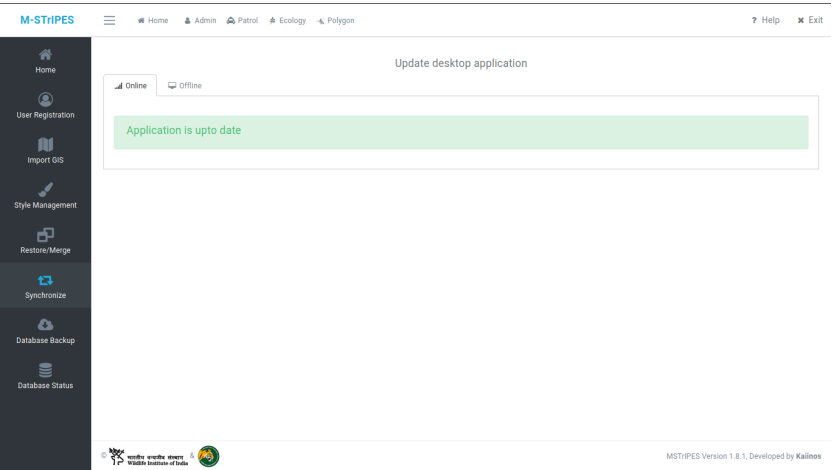 M-STrIPES
Home Admin Patrol Ecology Polygon
? Help ✖ Exit
Home
User Registration
Import GIS
Style Management
Restore/Merge
Synchronize
Database Backup
Database Status
Update desktop application
Online Offline
Application is upto date
© भारतीय वन्यजीव संस्थान &
Wildlife Institute of India
MSTrIPES Version 1.8.1, Developed by Kaiinos